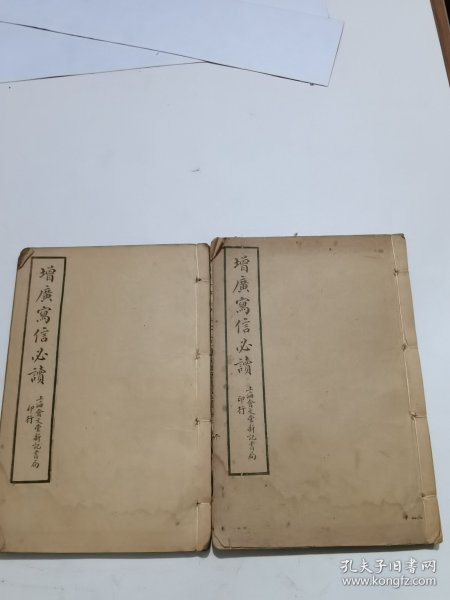 增廣寫信必讀
上海會文堂新記書局
印行
增廣寫信必讀
上海會文堂新記書局
印行
孔夫子旧书网
www.kongfz.com